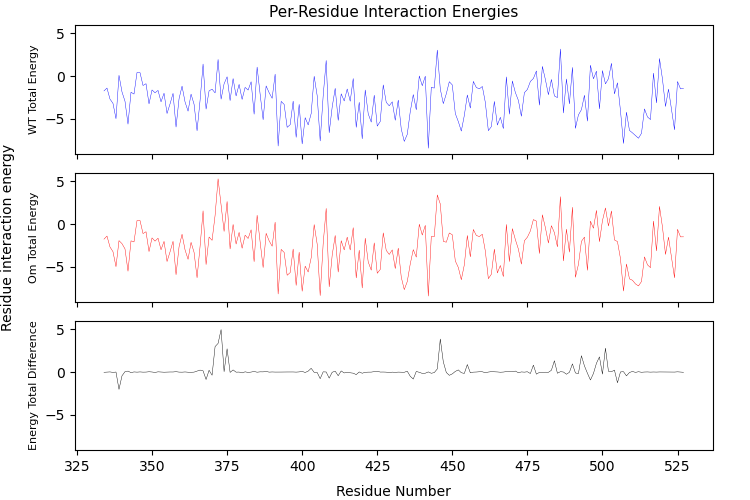 Per-Residue Interaction Energies
Residue interaction energy
WT Total Energy
5
0
−5
Om Total Energy
5
0
−5
Energy Total Difference
5
0
−5
325 350 375 400 425 450 475 500 525
Residue Number